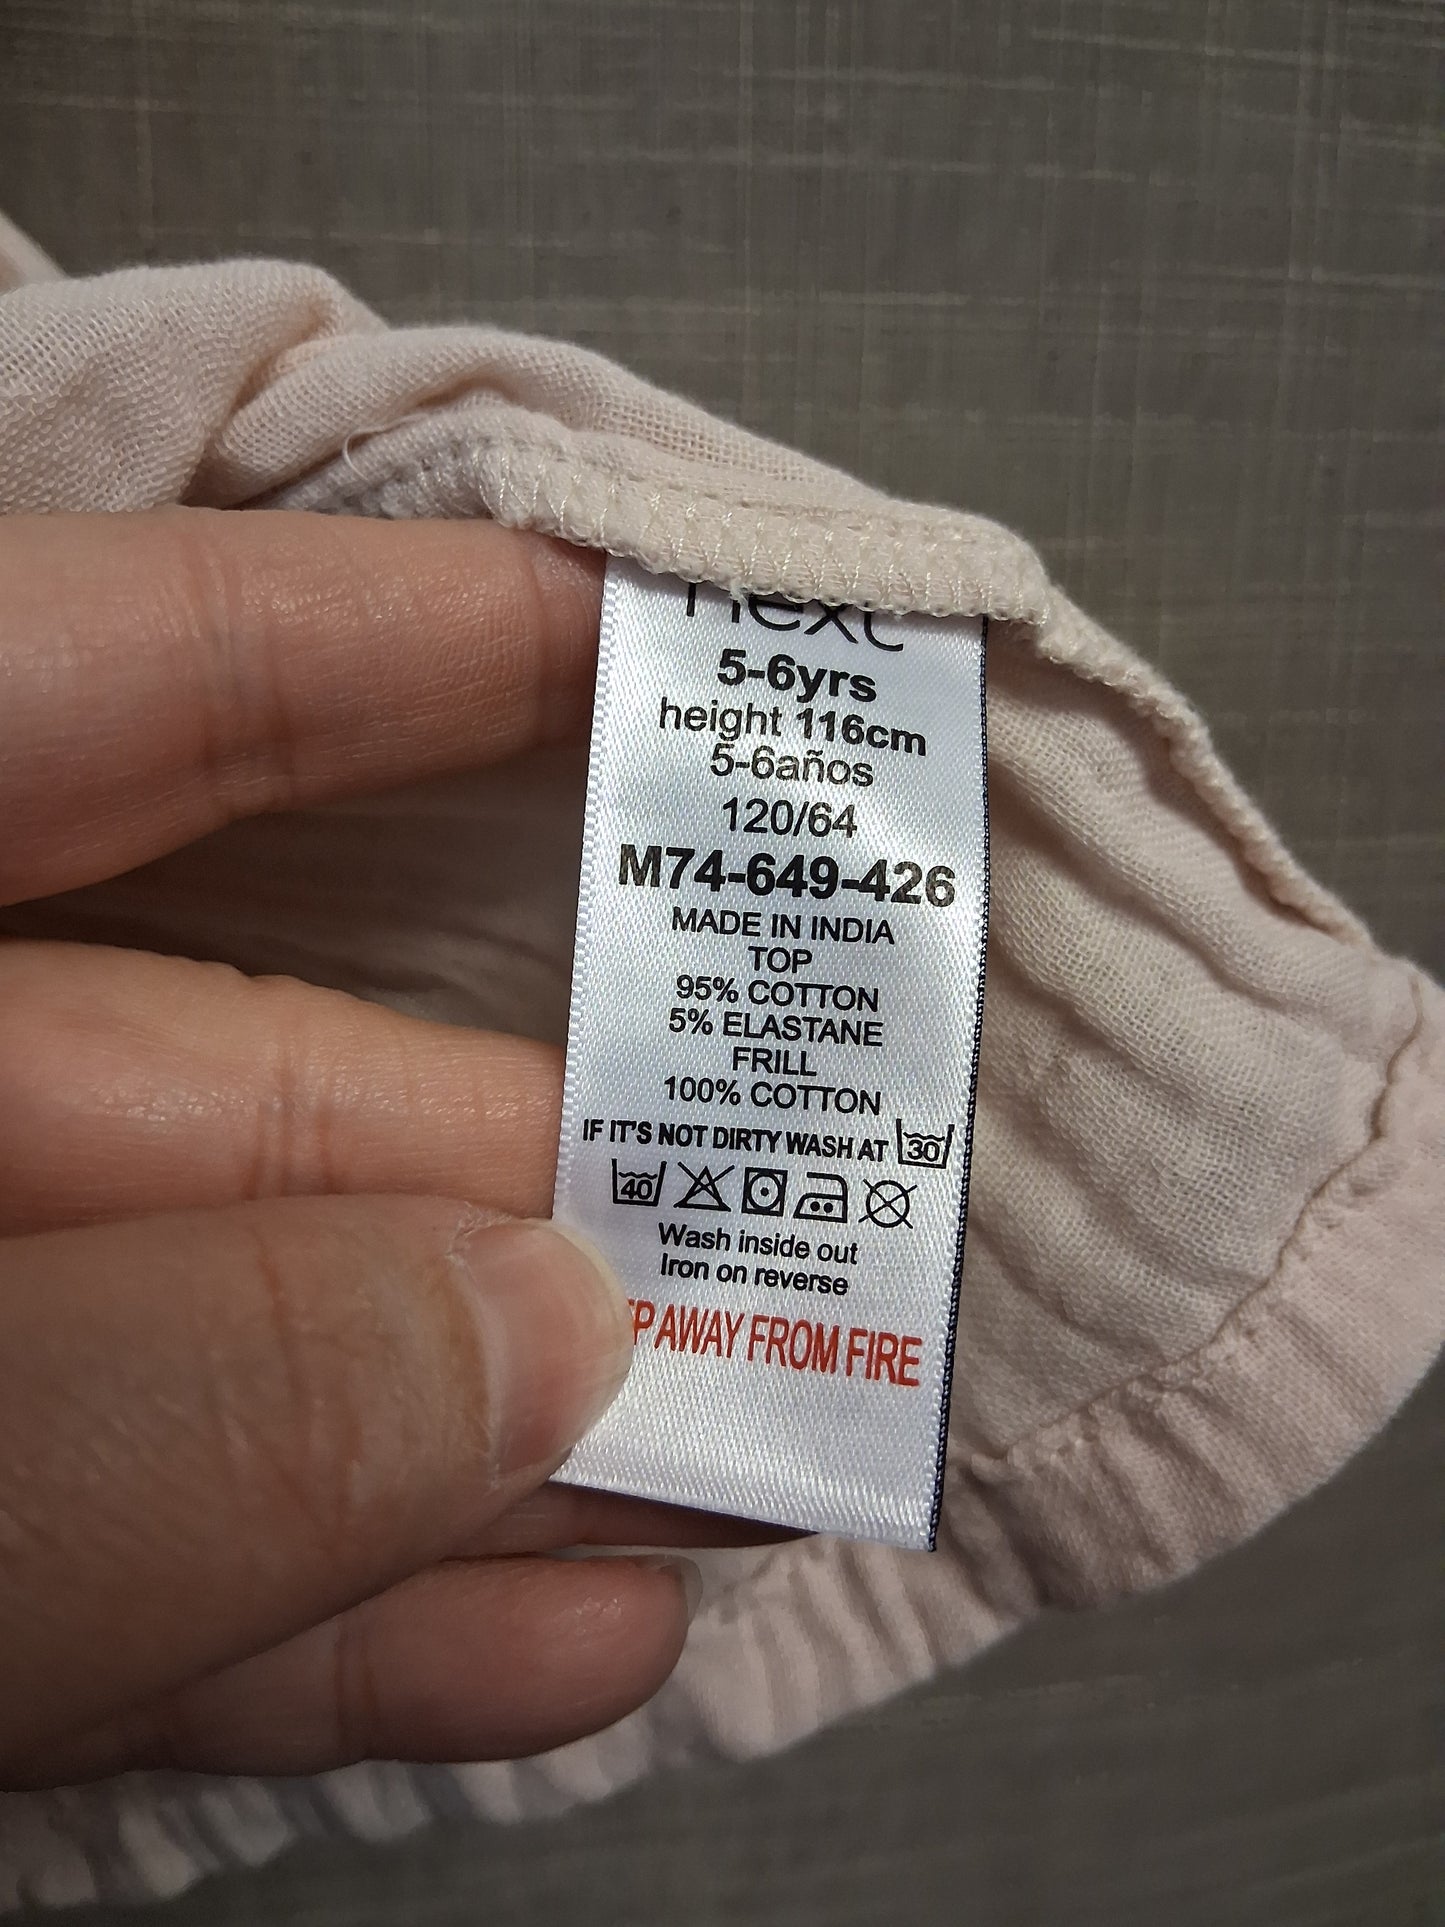 next
5-6yrs
height 116cm
5-6años
120/64
M74-649-426
MADE IN INDIA
TOP
95% COTTON
5% ELASTANE
FRILL
100% COTTON
IF IT'S NOT DIRTY WASH AT 30
40
Wash inside out
Iron on reverse
AWAY FROM FIRE